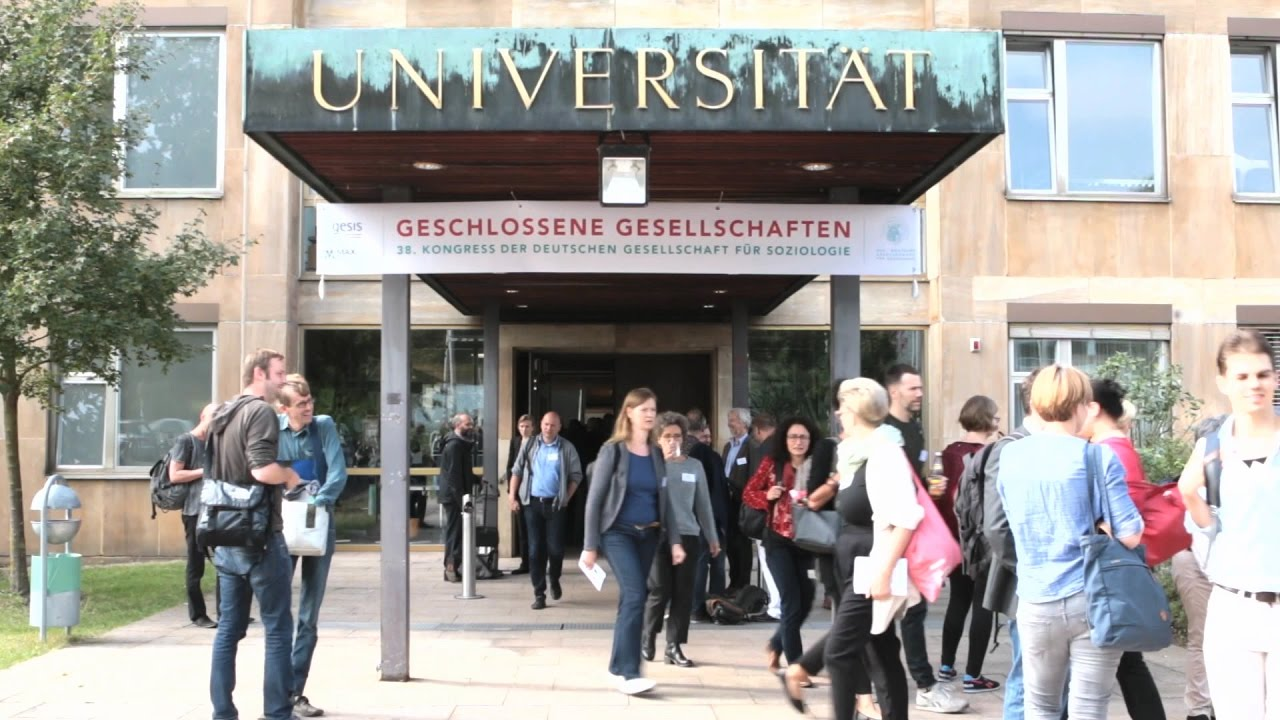 UNIVERSITÄT
GESCHLOSSENE GESELLSCHAFTEN
38. KONGRESS DER DEUTSCHEN GESELLSCHAFT FÜR SOZIOLOGIE
gesis